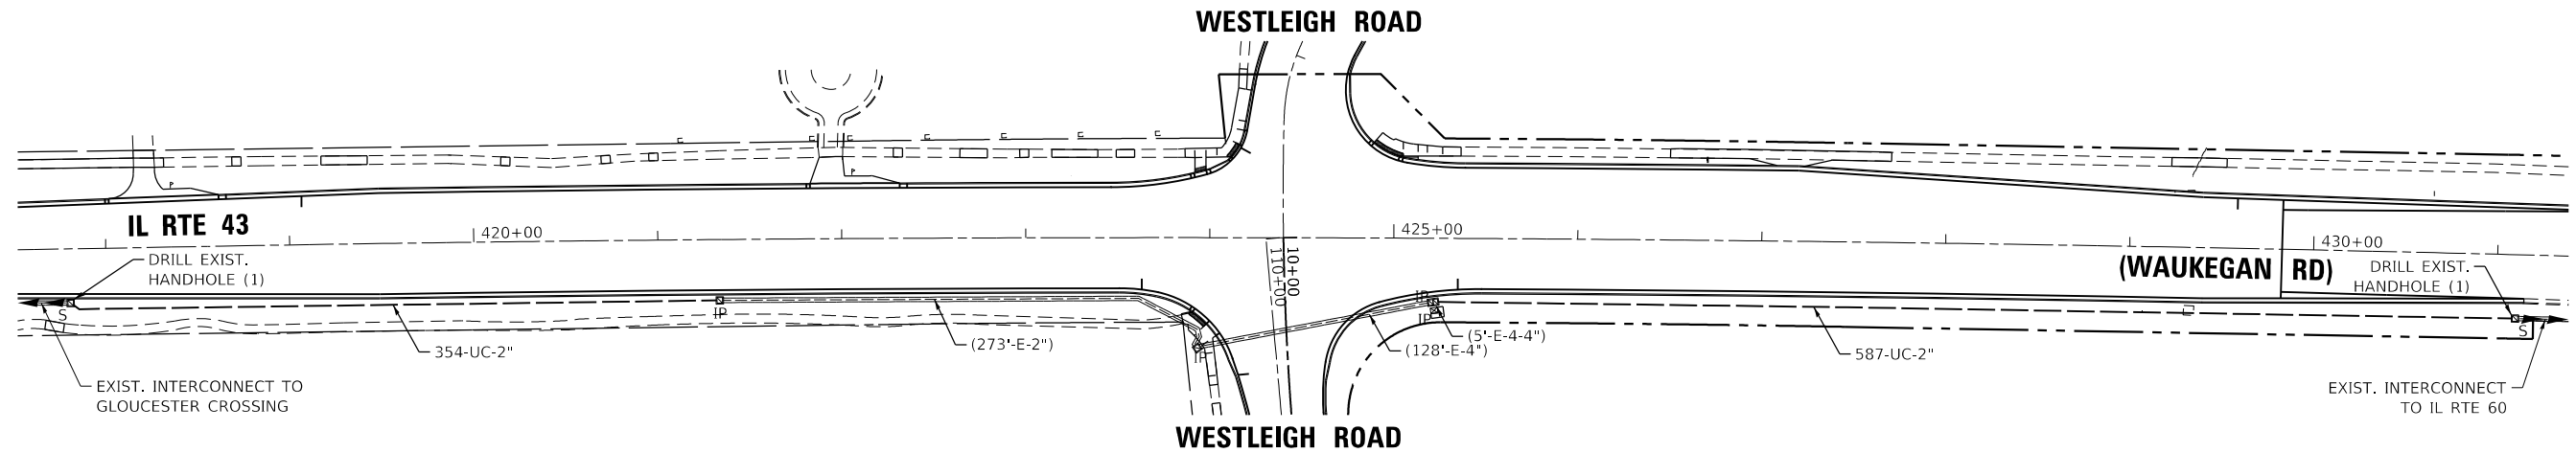 WESTLEIGH ROAD
IL RTE 43
420+00
425+00
430+00
10+00
110+00
(WAUKEGAN RD)
DRILL EXIST.
HANDHOLE (1)
DRILL EXIST.
HANDHOLE (1)
S
IP
IP
IP
IP
S
354-UC-2"
(273'-E-2")
(128'-E-4")
(5'-E-4-4")
587-UC-2"
EXIST. INTERCONNECT TO
GLOUCESTER CROSSING
EXIST. INTERCONNECT
TO IL RTE 60
WESTLEIGH ROAD